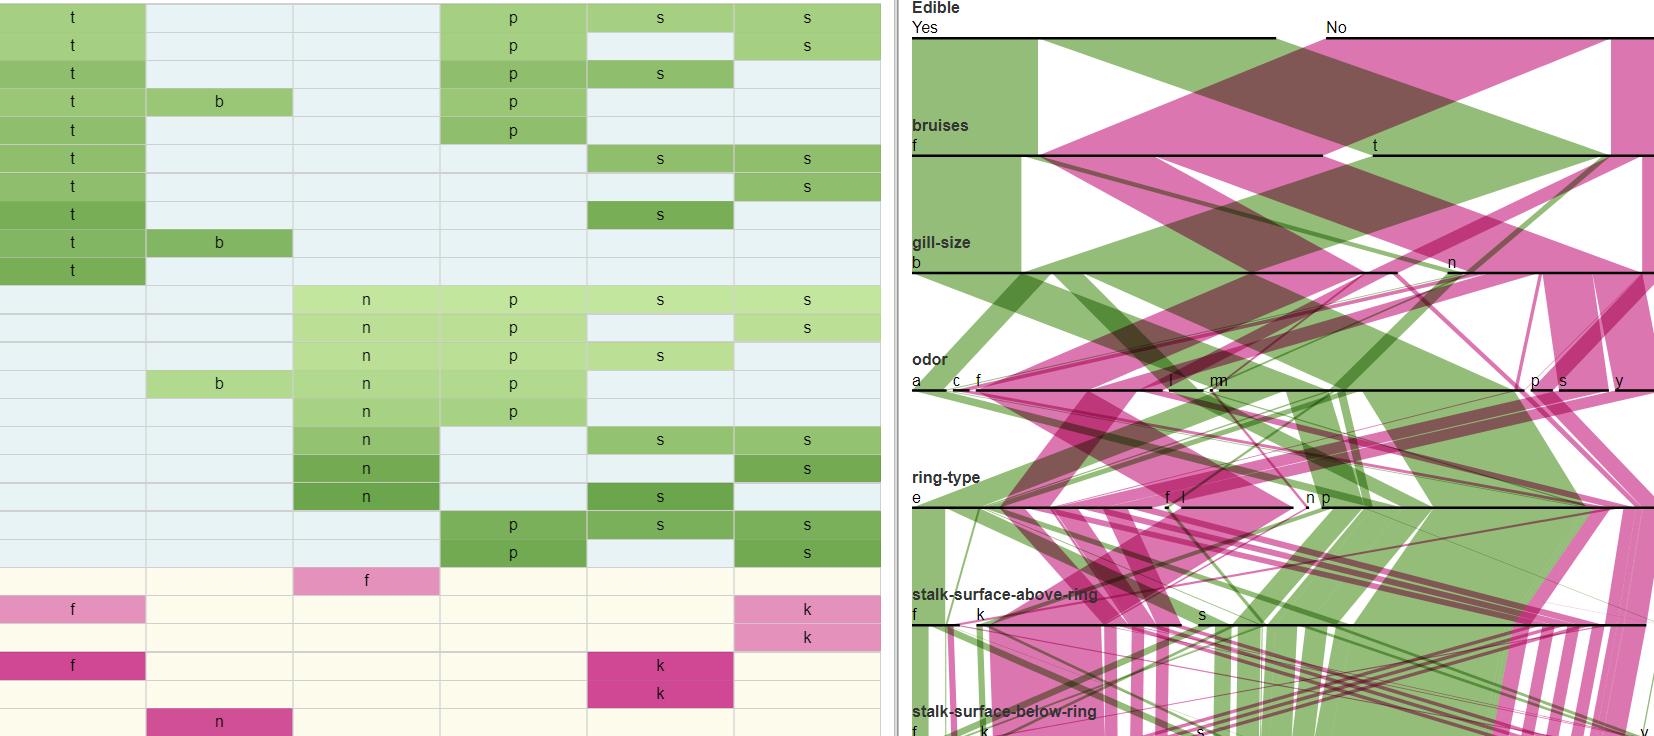 t p s s
t p s
t p s
t b p
t p
t s s
t s
t s
t b
t
n p s s
n p s
n p s
b n p
n p
n s s
n s
n s
p s s
p s
f
f k
k
f k
k
n
Edible
Yes No
bruises
f t
gill-size
b n
odor
a c f l m n p s y
ring-type
e f l n p
stalk-surface-above-ring
f k s
stalk-surface-below-ring
f k s y